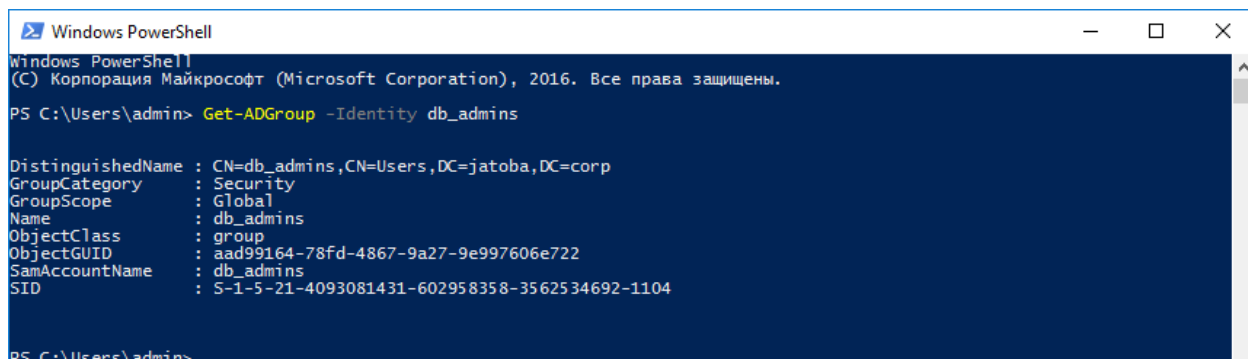 Windows PowerShell
Windows PowerShell
(C) Корпорация Майкрософт (Microsoft Corporation), 2016. Все права защищены.
PS C:\Users\admin> Get-ADGroup -Identity db_admins
DistinguishedName : CN=db_admins,CN=Users,DC=jatoba,DC=corp
GroupCategory     : Security
GroupScope        : Global
Name              : db_admins
ObjectClass       : group
ObjectGUID        : aad99164-78fd-4867-9a27-9e997606e722
SamAccountName    : db_admins
SID               : S-1-5-21-4093081431-602958358-3562534692-1104
PS C:\Users\admin>